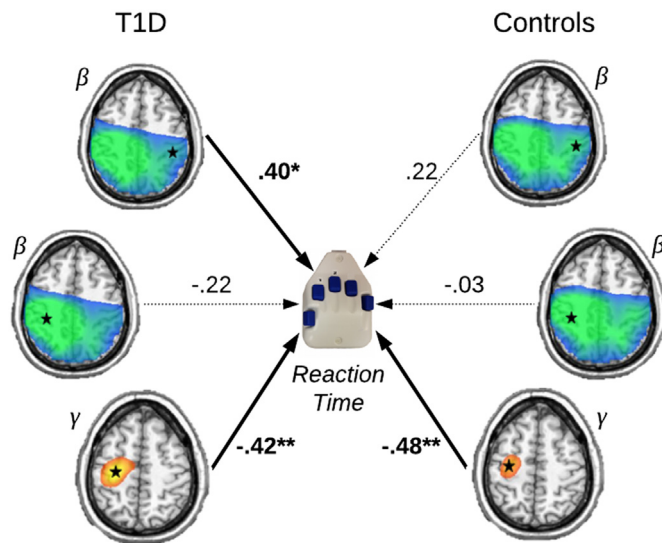 T1D
Controls
β
β
.40*
.22
β
β
-.22
-.03
Reaction
Time
γ
γ
-.42**
-.48**